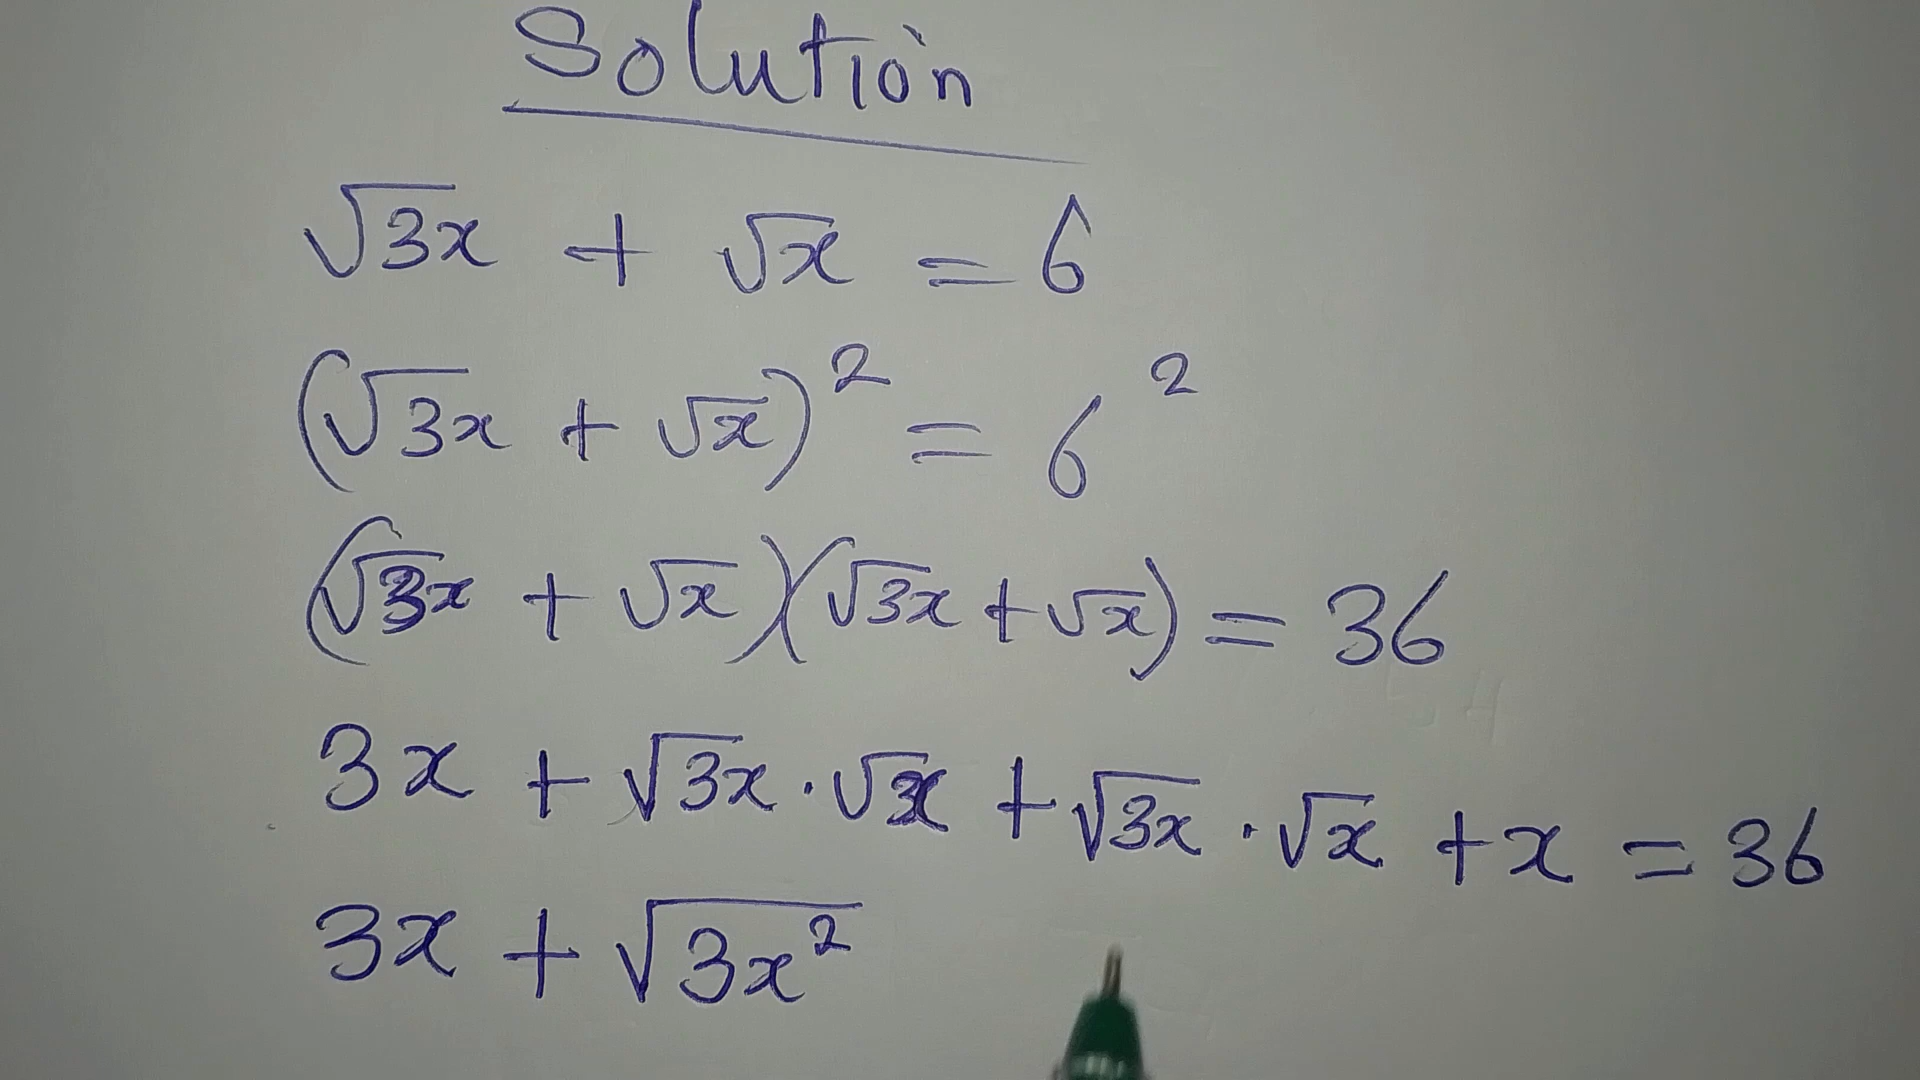 Solution
√3x + √x = 6
(√3x + √x)² = 6²
(√3x + √x)(√3x + √x) = 36
3x + √3x · √x + √3x · √x + x = 36
3x + √3x²